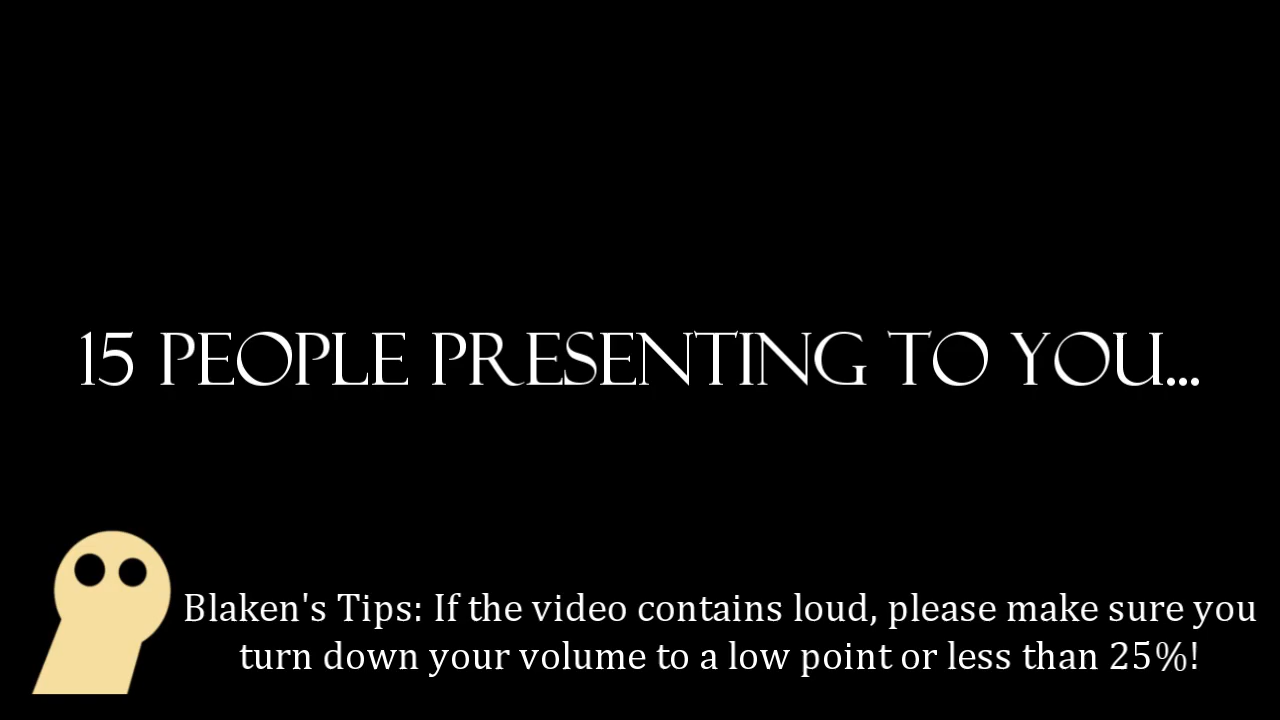 15 PEOPLE PRESENTING TO YOU...
Blaken's Tips: If the video contains loud, please make sure you
turn down your volume to a low point or less than 25%!